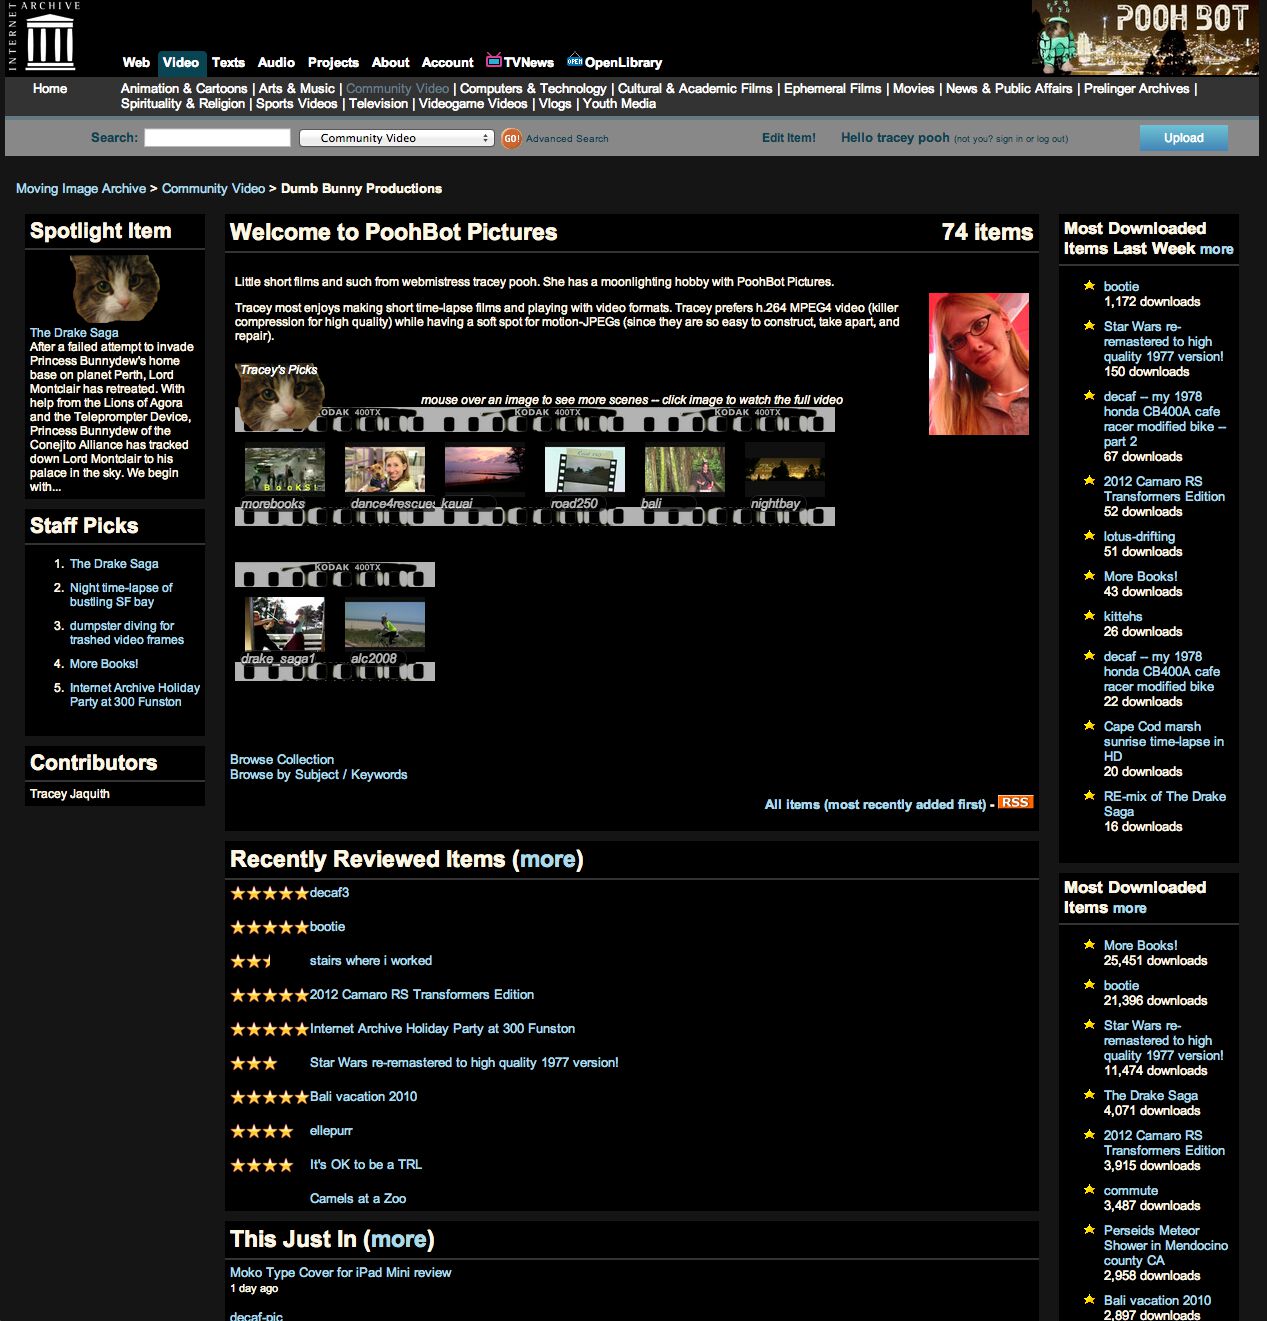 INTERNET
ARCHIVE
POOH BOT
Web Video Texts Audio Projects About Account TVNews OPEN OpenLibrary
Home
Animation & Cartoons | Arts & Music | Community Video | Computers & Technology | Cultural & Academic Films | Ephemeral Films | Movies | News & Public Affairs | Prelinger Archives |
Spirituality & Religion | Sports Videos | Television | Videogame Videos | Vlogs | Youth Media
Search: Community Video GO! Advanced Search Edit Item! Hello tracey pooh (not you? sign in or log out) Upload
Moving Image Archive > Community Video > Dumb Bunny Productions
Spotlight Item
The Drake Saga
After a failed attempt to invade
Princess Bunnydew's home
base on planet Perth, Lord
Montclair has retreated. With
help from the Lions of Agora
and the Teleprompter Device,
Princess Bunnydew of the
Conejito Alliance has tracked
down Lord Montclair to his
palace in the sky. We begin
with...
Staff Picks
1. The Drake Saga
2. Night time-lapse of
bustling SF bay
3. dumpster diving for
trashed video frames
4. More Books!
5. Internet Archive Holiday
Party at 300 Funston
Contributors
Tracey Jaquith
Welcome to PoohBot Pictures 74 items
Little short films and such from webmistress tracey pooh. She has a moonlighting hobby with PoohBot Pictures.
Tracey most enjoys making short time-lapse films and playing with video formats. Tracey prefers h.264 MPEG4 video (killer
compression for high quality) while having a soft spot for motion-JPEGs (since they are so easy to construct, take apart, and
repair).
Tracey's Picks
mouse over an image to see more scenes -- click image to watch the full video
KODAK 400TX KODAK 400TX KODAK 400TX
BooKS!
morebooks dance4rescue kauai road250 bali nightbay
KODAK 400TX
drake_saga1 alc2008
Browse Collection
Browse by Subject / Keywords
All items (most recently added first) - RSS
Recently Reviewed Items (more)
decaf3
bootie
stairs where i worked
2012 Camaro RS Transformers Edition
Internet Archive Holiday Party at 300 Funston
Star Wars re-remastered to high quality 1977 version!
Bali vacation 2010
ellepurr
It's OK to be a TRL
Camels at a Zoo
This Just In (more)
Moko Type Cover for iPad Mini review
1 day ago
decaf-pic
Most Downloaded
Items Last Week more
bootie
1,172 downloads
Star Wars re-
remastered to high
quality 1977 version!
150 downloads
decaf -- my 1978
honda CB400A cafe
racer modified bike --
part 2
67 downloads
2012 Camaro RS
Transformers Edition
52 downloads
lotus-drifting
51 downloads
More Books!
43 downloads
kittehs
26 downloads
decaf -- my 1978
honda CB400A cafe
racer modified bike
22 downloads
Cape Cod marsh
sunrise time-lapse in
HD
20 downloads
RE-mix of The Drake
Saga
16 downloads
Most Downloaded
Items more
More Books!
25,451 downloads
bootie
21,396 downloads
Star Wars re-
remastered to high
quality 1977 version!
11,474 downloads
The Drake Saga
4,071 downloads
2012 Camaro RS
Transformers Edition
3,915 downloads
commute
3,487 downloads
Perseids Meteor
Shower in Mendocino
county CA
2,958 downloads
Bali vacation 2010
2,897 downloads